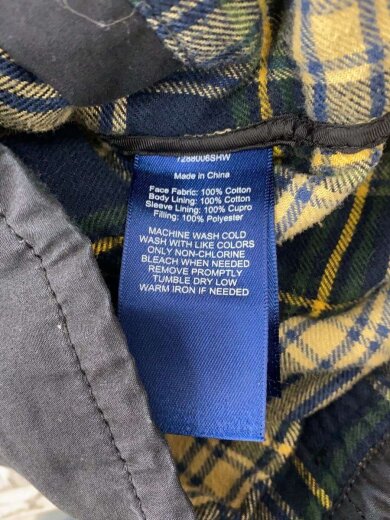 7288006SHW
Made in China
Face Fabric: 100% Cotton
Body Lining: 100% Cotton
Sleeve Lining: 100% Cupro
Filling: 100% Polyester
MACHINE WASH COLD
WASH WITH LIKE COLORS
ONLY NON-CHLORINE
BLEACH WHEN NEEDED
REMOVE PROMPTLY
TUMBLE DRY LOW
WARM IRON IF NEEDED